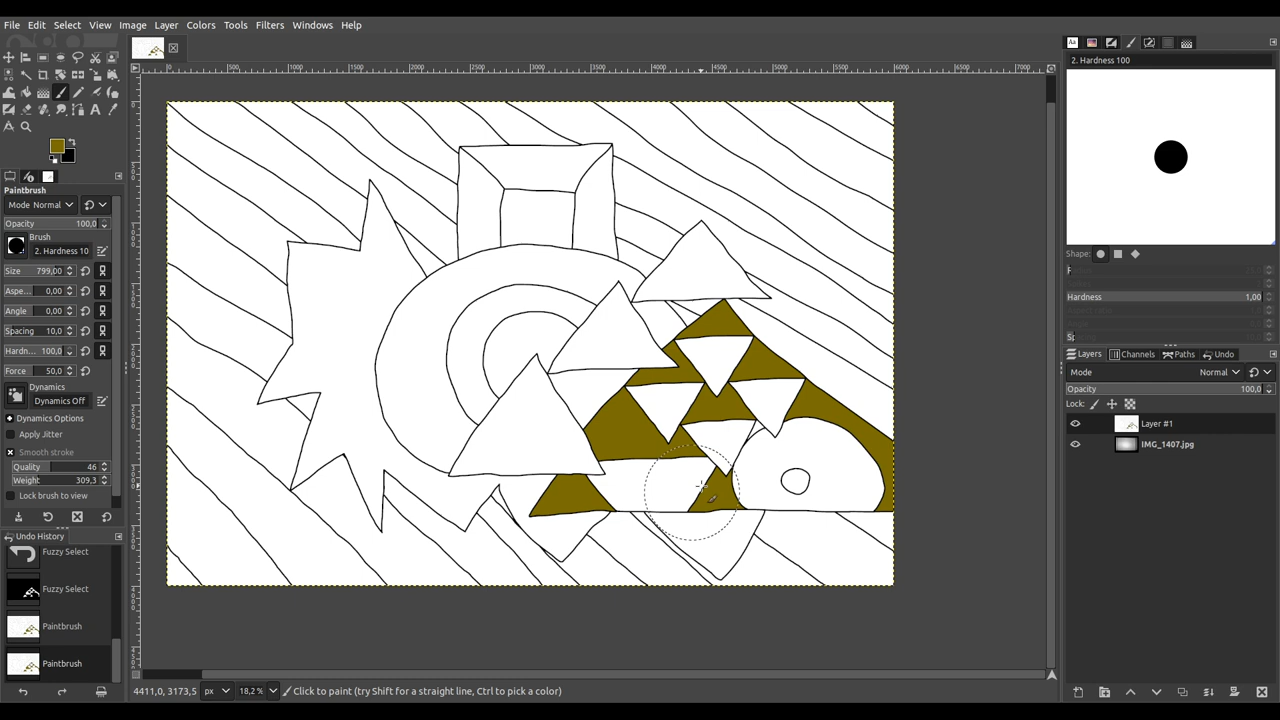 File Edit Select View Image Layer Colors Tools Filters Windows Help
Paintbrush
Mode Normal
Opacity 100,0
Brush
2. Hardness 10
Size 799,00
Aspe... 0,00
Angle 0,00
Spacing 10,0
Hardn... 100,0
Force 50,0
Dynamics
Dynamics Off
Dynamics Options
Apply Jitter
Smooth stroke
Quality 46
Weight 309,3
Lock brush to view
Undo History
Fuzzy Select
Fuzzy Select
Paintbrush
Paintbrush
4411,0, 3173,5 px 18,2% Click to paint (try Shift for a straight line, Ctrl to pick a color)
2. Hardness 100
Shape:
Hardness 1,00
Layers Channels Paths Undo
Mode Normal
Opacity 100,0
Lock:
Layer #1
IMG_1407.jpg